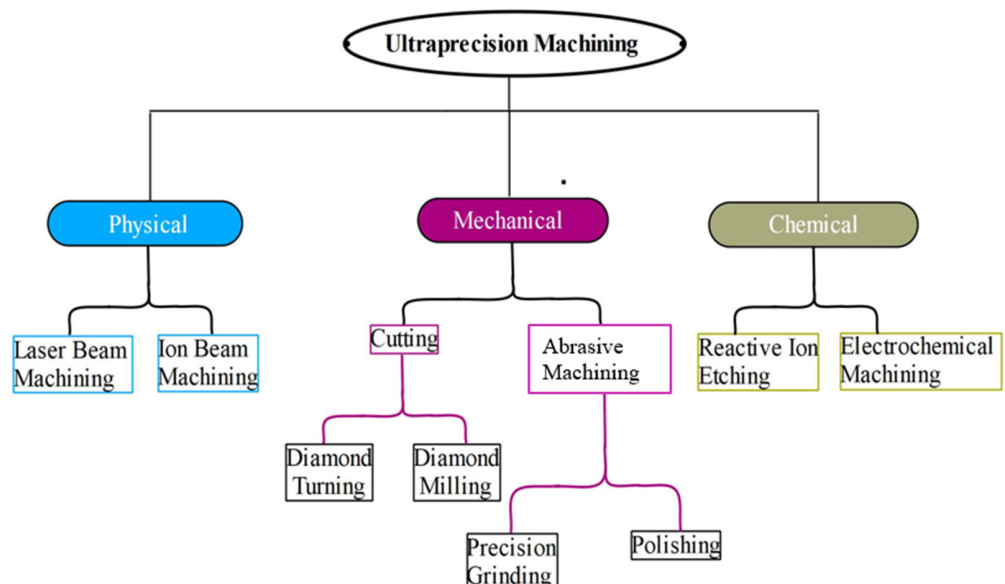 Ultraprecision Machining
Physical
Mechanical
Chemical
Laser Beam
Machining
Ion Beam
Machining
Cutting
Abrasive
Machining
Reactive Ion
Etching
Electrochemical
Machining
Diamond
Turning
Diamond
Milling
Precision
Grinding
Polishing